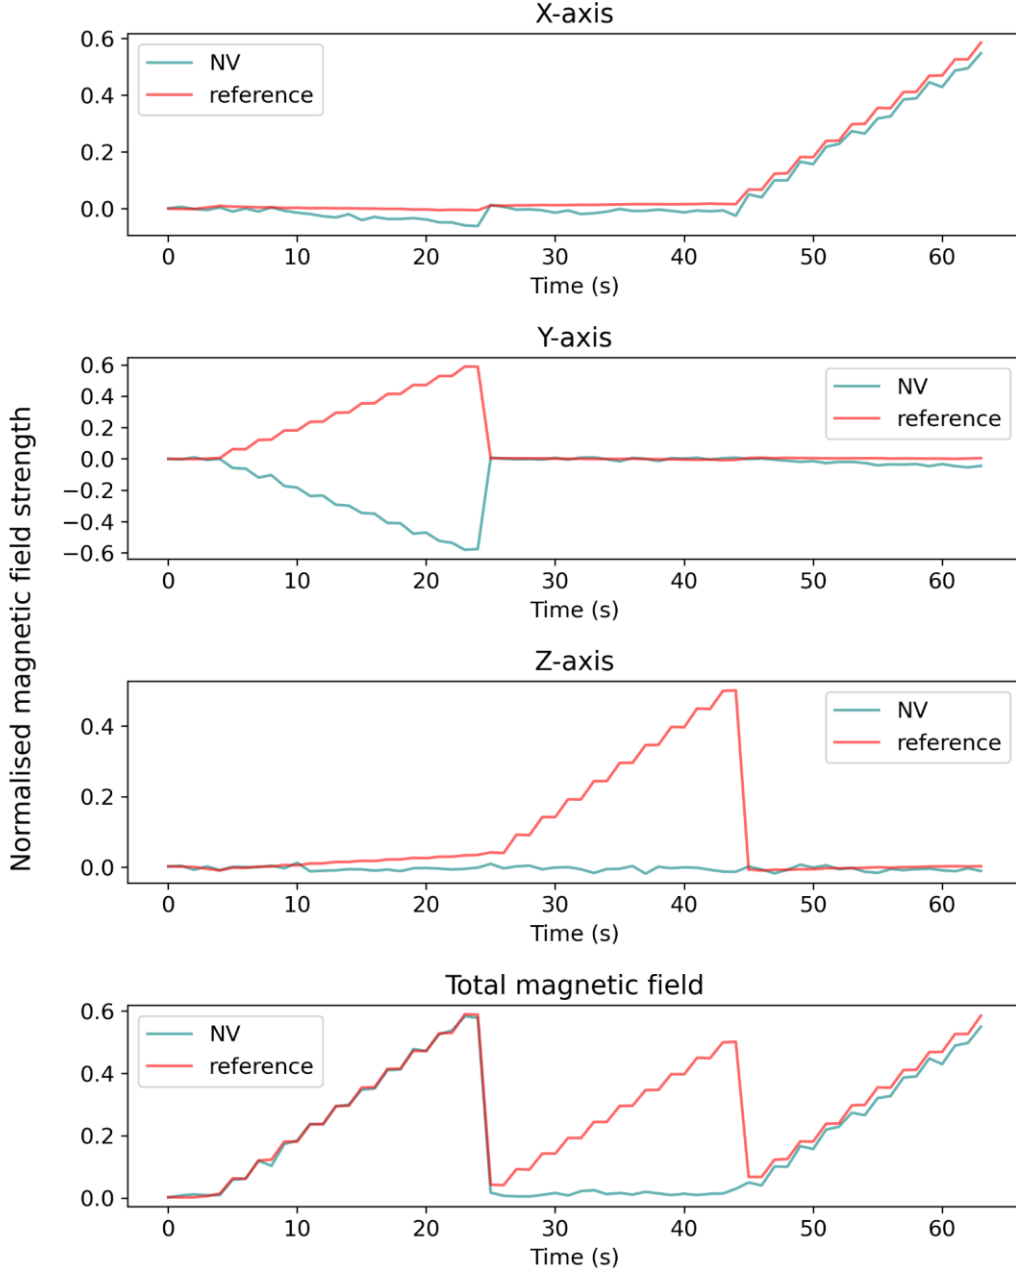 Normalised magnetic field strength
X-axis
0.6
0.4
0.2
0.0
NV
reference
0 10 20 30 40 50 60
Time (s)
Y-axis
0.6
0.4
0.2
0.0
−0.2
−0.4
−0.6
NV
reference
0 10 20 30 40 50 60
Time (s)
Z-axis
0.4
0.2
0.0
NV
reference
0 10 20 30 40 50 60
Time (s)
Total magnetic field
0.6
0.4
0.2
0.0
NV
reference
0 10 20 30 40 50 60
Time (s)